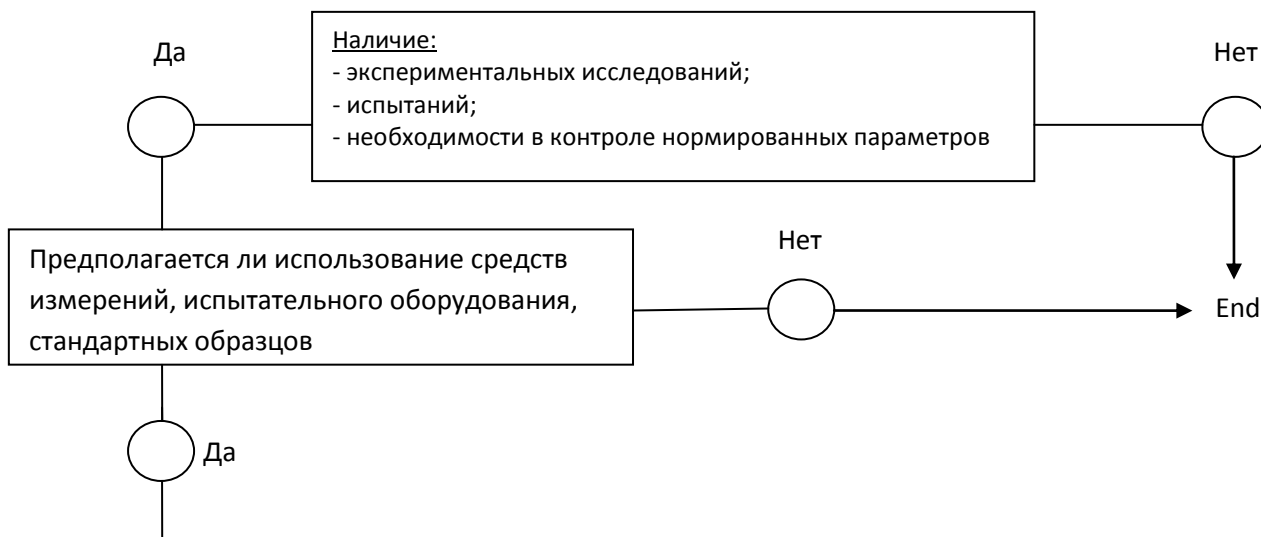 Да
Наличие:
- экспериментальных исследований;
- испытаний;
- необходимости в контроле нормированных параметров
Нет
Предполагается ли использование средств
измерений, испытательного оборудования,
стандартных образцов
Нет
End
Да